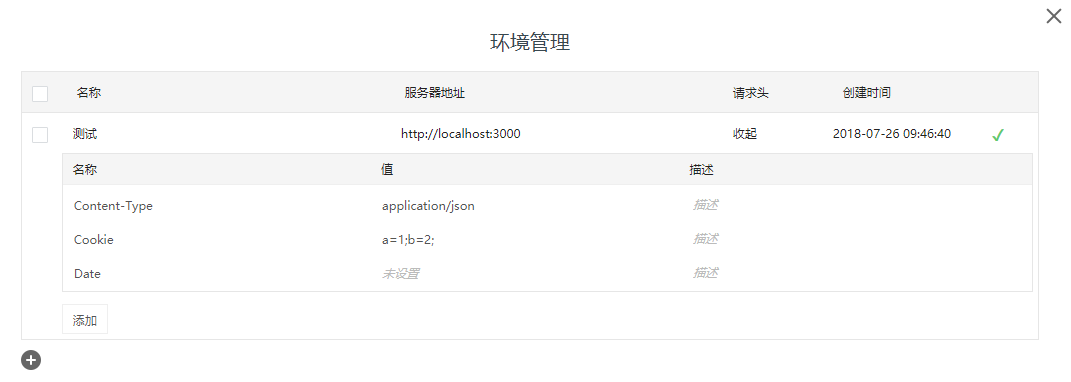 环境管理
名称 服务器地址 请求头 创建时间
测试 http://localhost:3000 收起 2018-07-26 09:46:40
名称 值 描述
Content-Type application/json 描述
Cookie a=1;b=2; 描述
Date 未设置 描述
添加